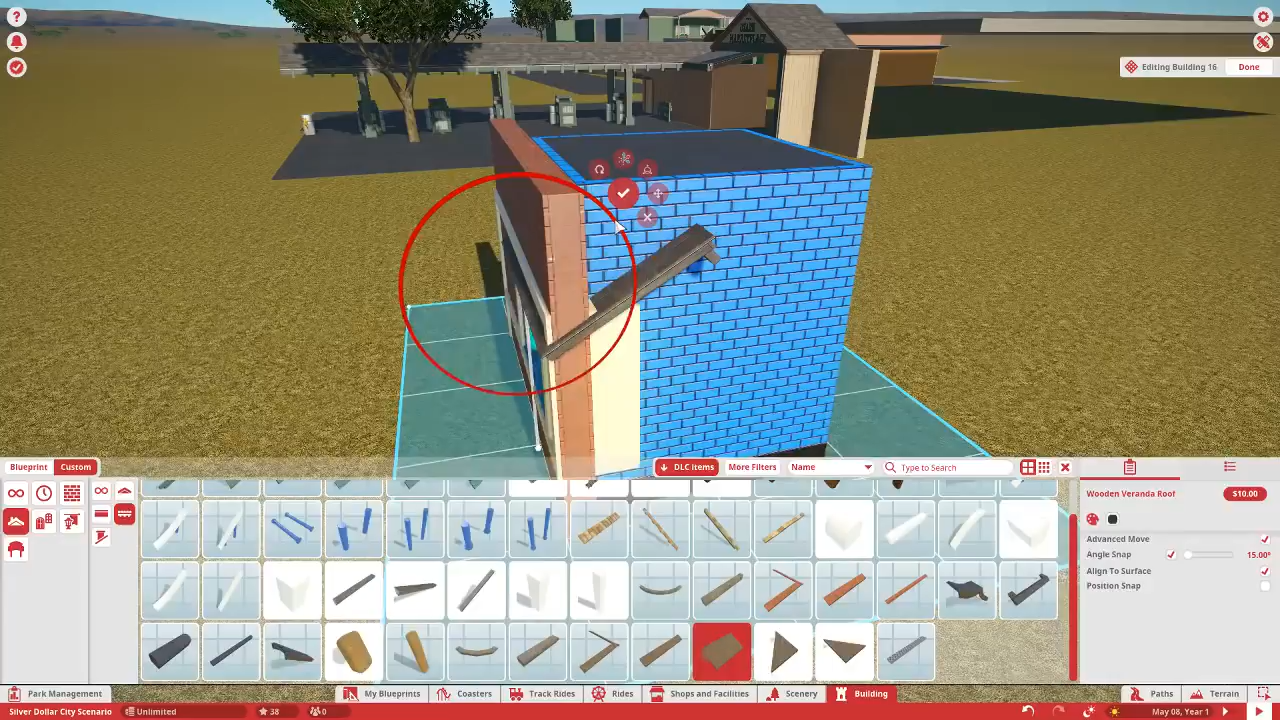 ?
Editing Building 16
Done
Blueprint
Custom
DLC Items
More Filters
Name
Type to Search
Wooden Veranda Roof
$10.00
Advanced Move
Angle Snap
15.00°
Align To Surface
Position Snap
Park Management
My Blueprints
Coasters
Track Rides
Rides
Shops and Facilities
Scenery
Building
Paths
Terrain
Silver Dollar City Scenario
Unlimited
38
0
May 08, Year 1